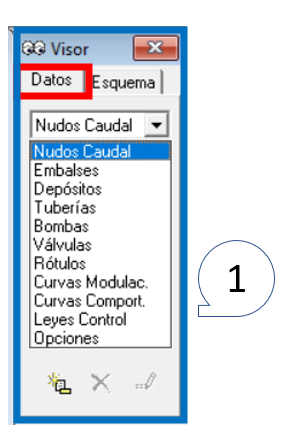 Visor
Datos Esquema
Nudos Caudal
Nudos Caudal
Embalses
Depósitos
Tuberías
Bombas
Válvulas
Rótulos
Curvas Modulac.
Curvas Comport.
Leyes Control
Opciones
1